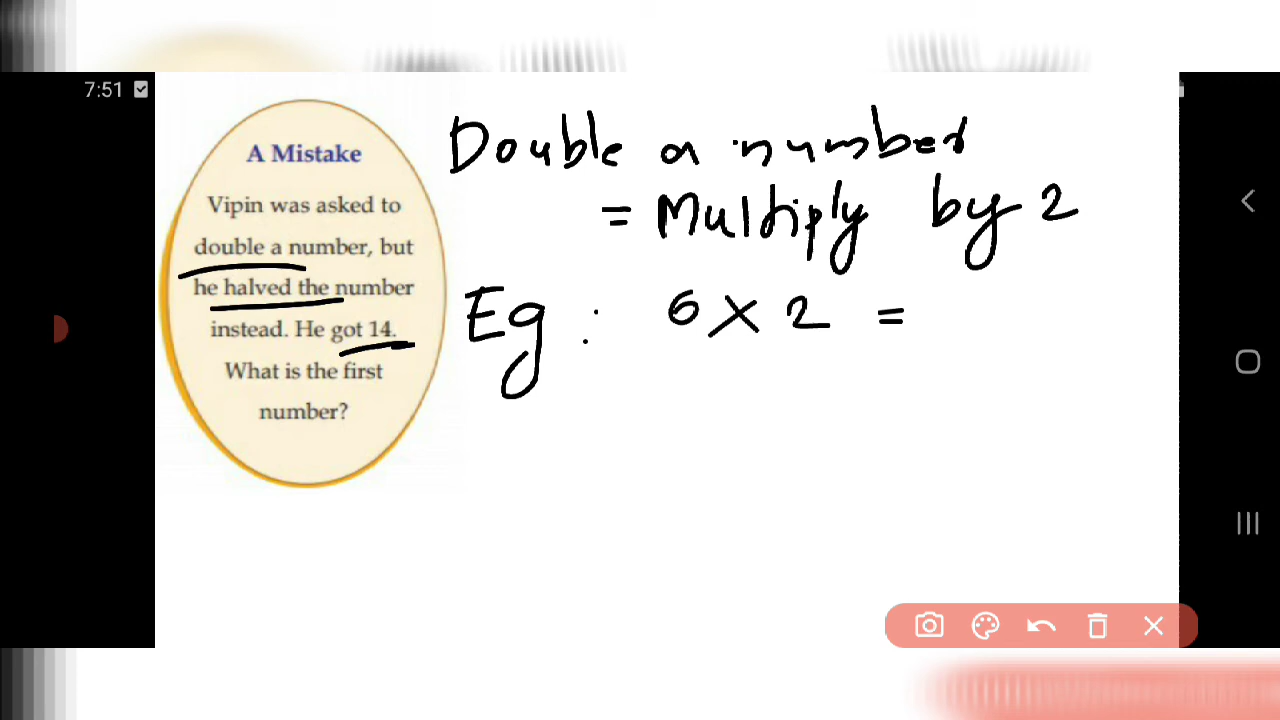 7:51
A Mistake
Vipin was asked to
double a number, but
he halved the number
instead. He got 14.
What is the first
number?
Double a number
= Multiply by 2
Eg : 6 × 2 =